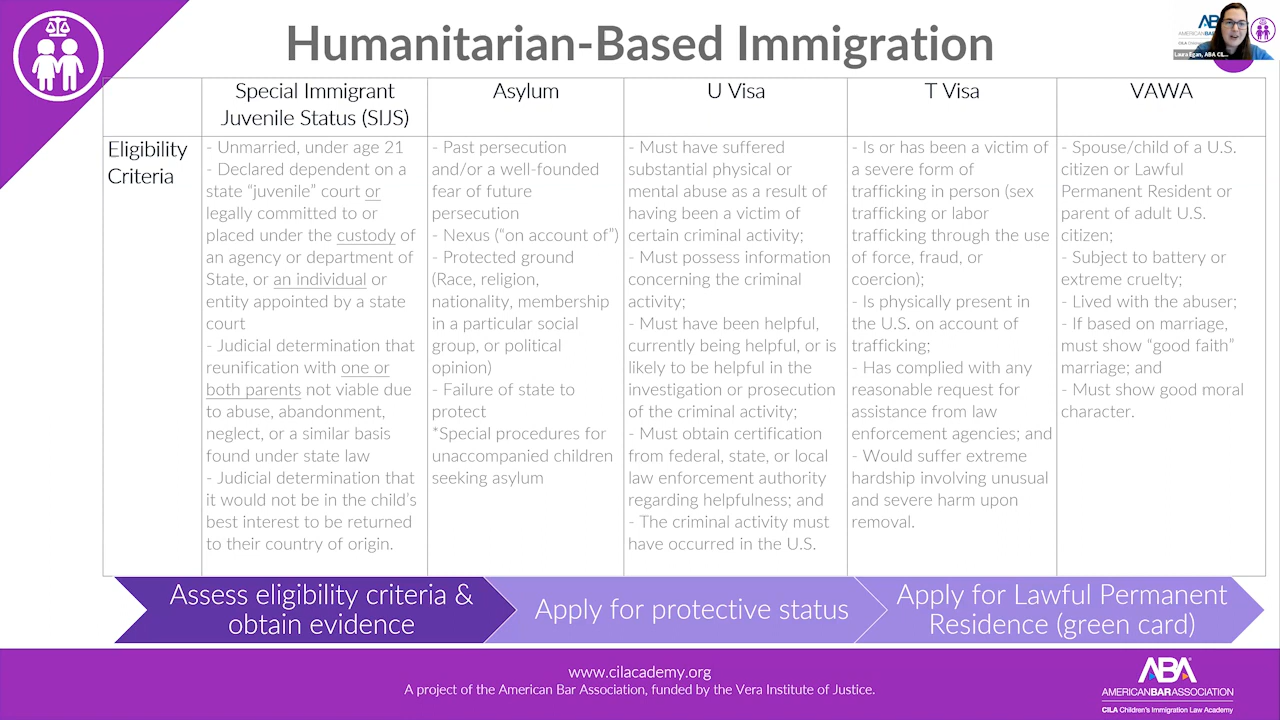 Humanitarian-Based Immigration
Laura Egan, ABA CIL...
Special Immigrant
Juvenile Status (SIJS)
Asylum
U Visa
T Visa
VAWA
Eligibility
Criteria
- Unmarried, under age 21
- Declared dependent on a
state “juvenile” court or
legally committed to or
placed under the custody of
an agency or department of
State, or an individual or
entity appointed by a state
court
- Judicial determination that
reunification with one or
both parents not viable due
to abuse, abandonment,
neglect, or a similar basis
found under state law
- Judicial determination that
it would not be in the child’s
best interest to be returned
to their country of origin.
- Past persecution
and/or a well-founded
fear of future
persecution
- Nexus (“on account of”)
- Protected ground
(Race, religion,
nationality, membership
in a particular social
group, or political
opinion)
- Failure of state to
protect
*Special procedures for
unaccompanied children
seeking asylum
- Must have suffered
substantial physical or
mental abuse as a result of
having been a victim of
certain criminal activity;
- Must possess information
concerning the criminal
activity;
- Must have been helpful,
currently being helpful, or is
likely to be helpful in the
investigation or prosecution
of the criminal activity;
- Must obtain certification
from federal, state, or local
law enforcement authority
regarding helpfulness; and
- The criminal activity must
have occurred in the U.S.
- Is or has been a victim of
a severe form of
trafficking in person (sex
trafficking or labor
trafficking through the use
of force, fraud, or
coercion);
- Is physically present in
the U.S. on account of
trafficking;
- Has complied with any
reasonable request for
assistance from law
enforcement agencies; and
- Would suffer extreme
hardship involving unusual
and severe harm upon
removal.
- Spouse/child of a U.S.
citizen or Lawful
Permanent Resident or
parent of adult U.S.
citizen;
- Subject to battery or
extreme cruelty;
- Lived with the abuser;
- If based on marriage,
must show “good faith”
marriage; and
- Must show good moral
character.
Assess eligibility criteria &
obtain evidence
Apply for protective status
Apply for Lawful Permanent
Residence (green card)
www.cilacademy.org
A project of the American Bar Association, funded by the Vera Institute of Justice.
ABA
AMERICANBARASSOCIATION
CILA Children's Immigration Law Academy